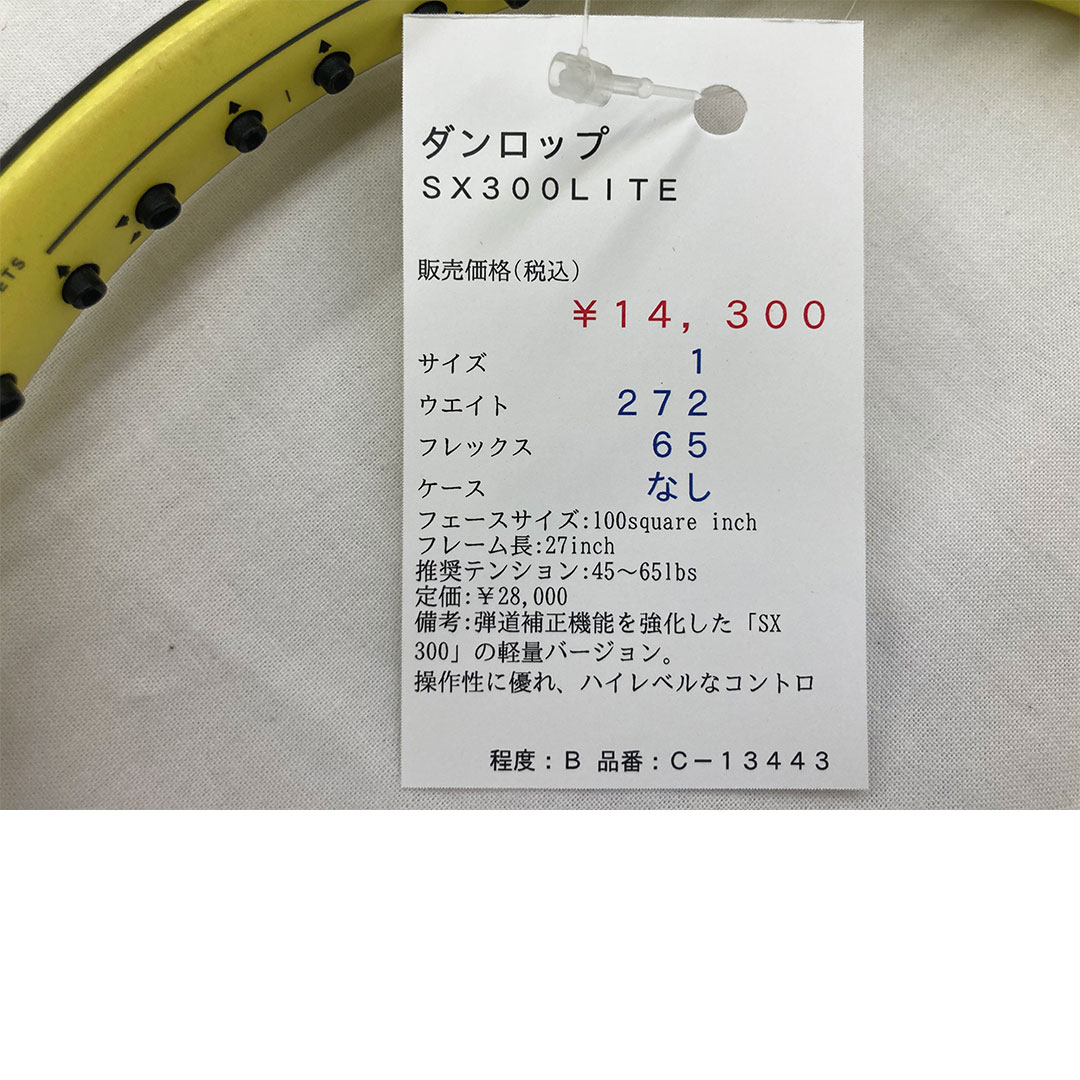 ダンロップ
SX300LITE
販売価格(税込)
¥14,300
サイズ 1
ウエイト 272
フレックス 65
ケース なし
フェースサイズ:100square inch
フレーム長:27inch
推奨テンション:45~65lbs
定価:¥28,000
備考:弾道補正機能を強化した「SX
300」の軽量バージョン。
操作性に優れ、ハイレベルなコントロ
程度:B 品番:C-13443